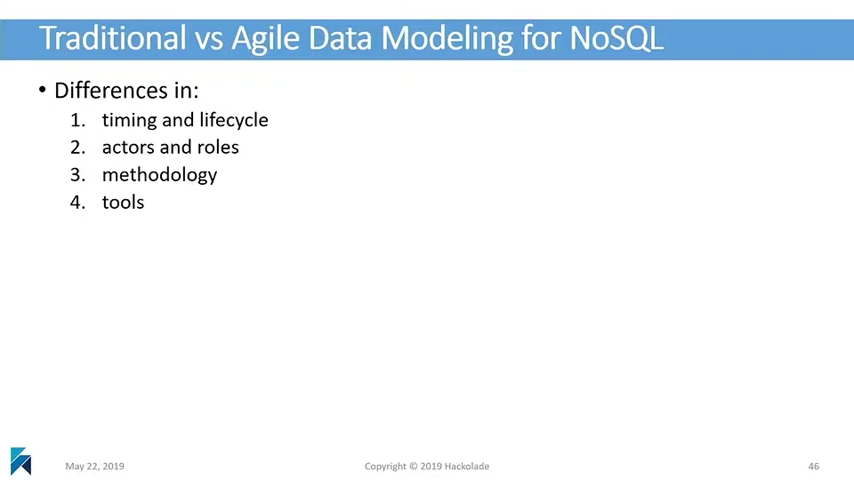 Traditional vs Agile Data Modeling for NoSQL
• Differences in:
1. timing and lifecycle
2. actors and roles
3. methodology
4. tools
May 22, 2019
Copyright © 2019 Hackolade
46